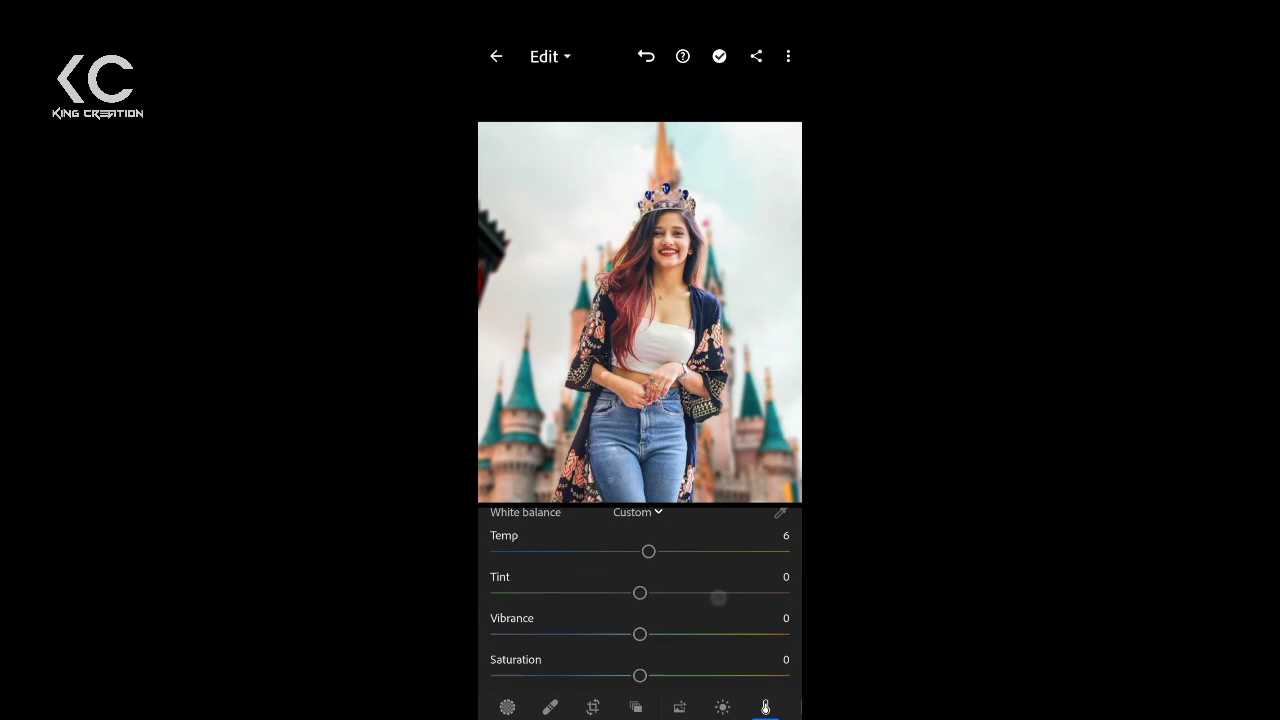 Edit
KC
KING CREATION
White balance Custom
Temp 6
Tint 0
Vibrance 0
Saturation 0